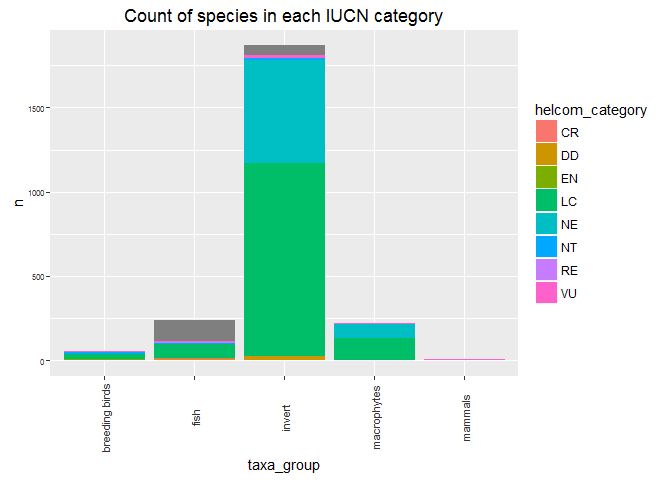 Count of species in each IUCN category
n
1500
1000
500
0
breeding birds
fish
invert
macrophytes
mammals
taxa_group
helcom_category
CR
DD
EN
LC
NE
NT
RE
VU